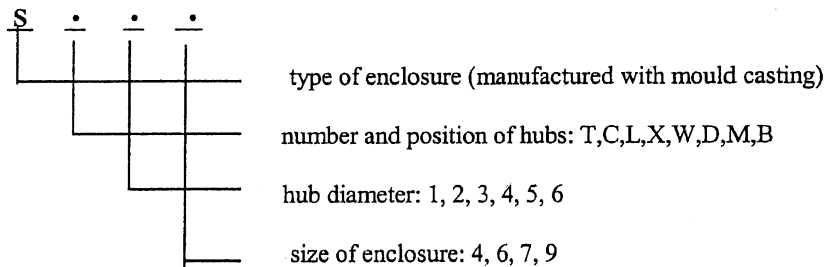 S . . .
type of enclosure (manufactured with mould casting)
number and position of hubs: T,C,L,X,W,D,M,B
hub diameter: 1, 2, 3, 4, 5, 6
size of enclosure: 4, 6, 7, 9